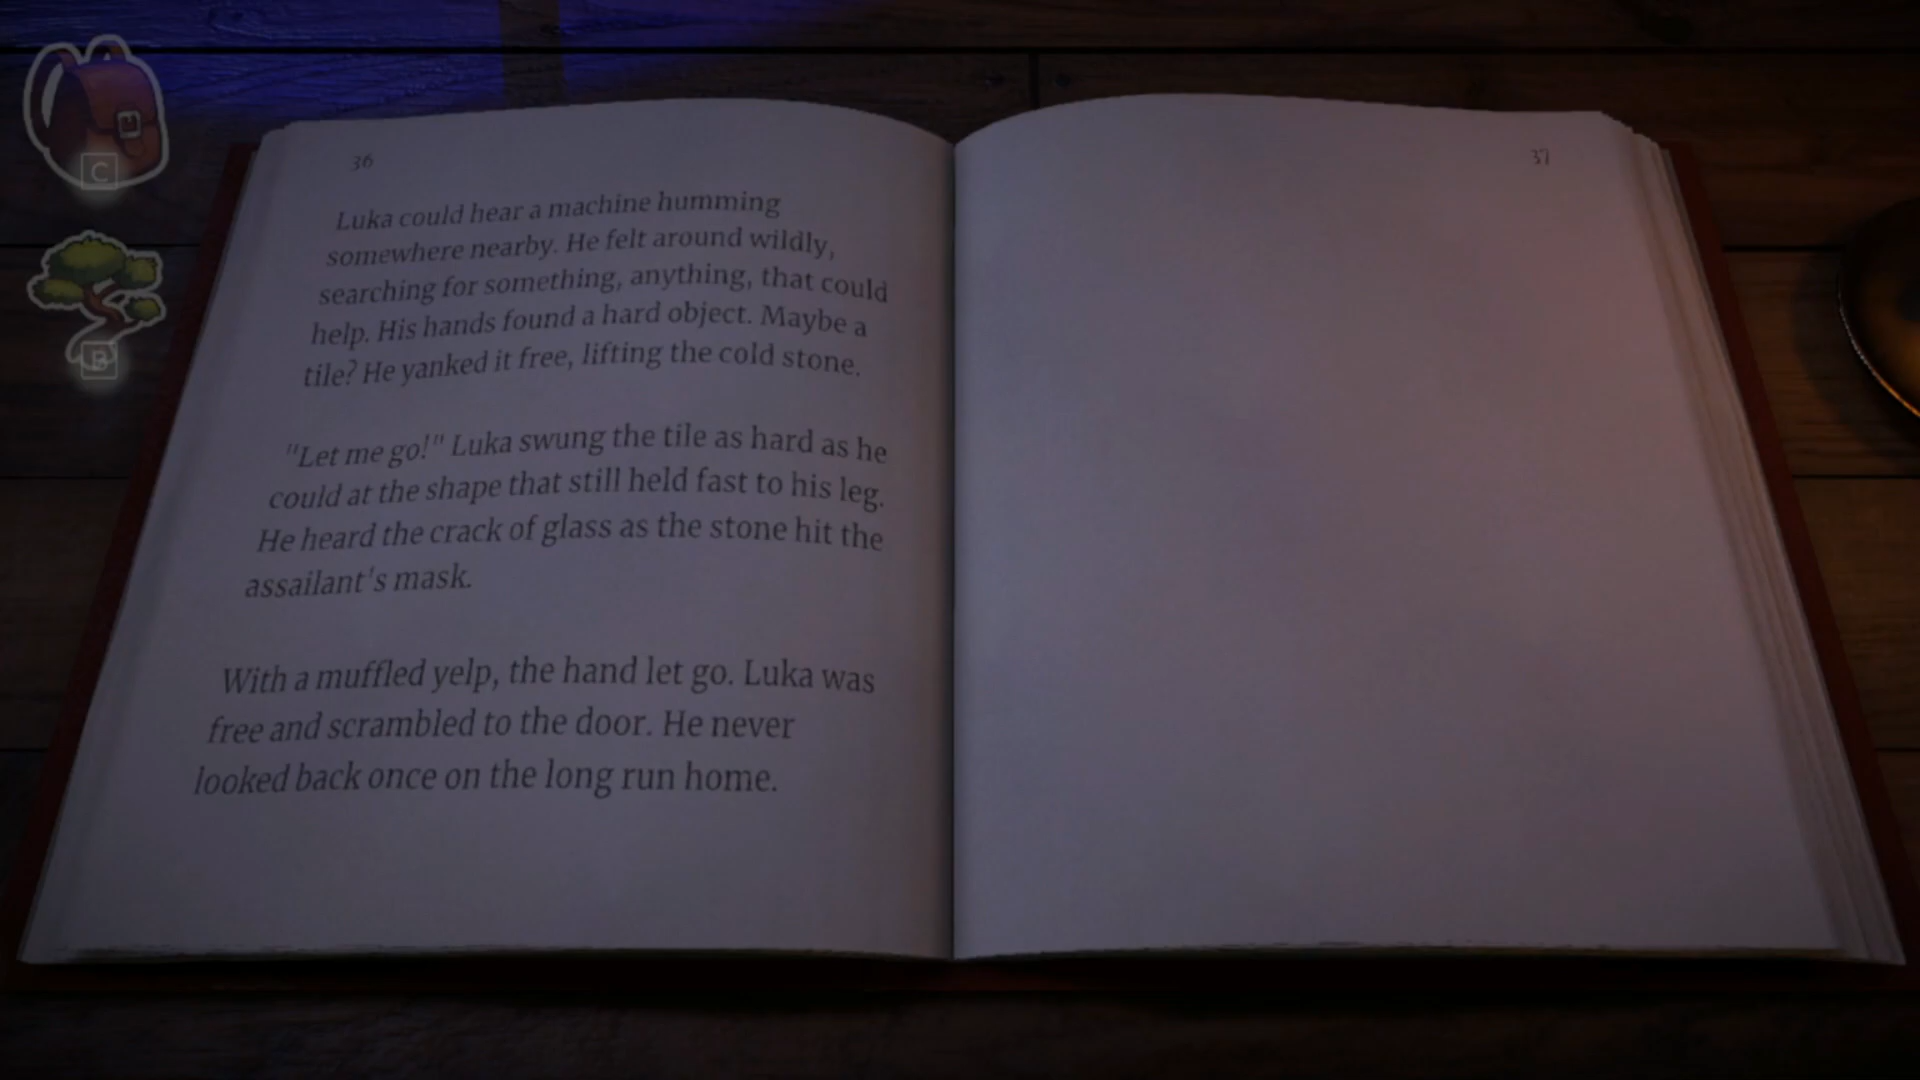 C
B
36
Luka could hear a machine humming
somewhere nearby. He felt around wildly,
searching for something, anything, that could
help. His hands found a hard object. Maybe a
tile? He yanked it free, lifting the cold stone.
"Let me go!" Luka swung the tile as hard as he
could at the shape that still held fast to his leg.
He heard the crack of glass as the stone hit the
assailant's mask.
With a muffled yelp, the hand let go. Luka was
free and scrambled to the door. He never
looked back once on the long run home.
37